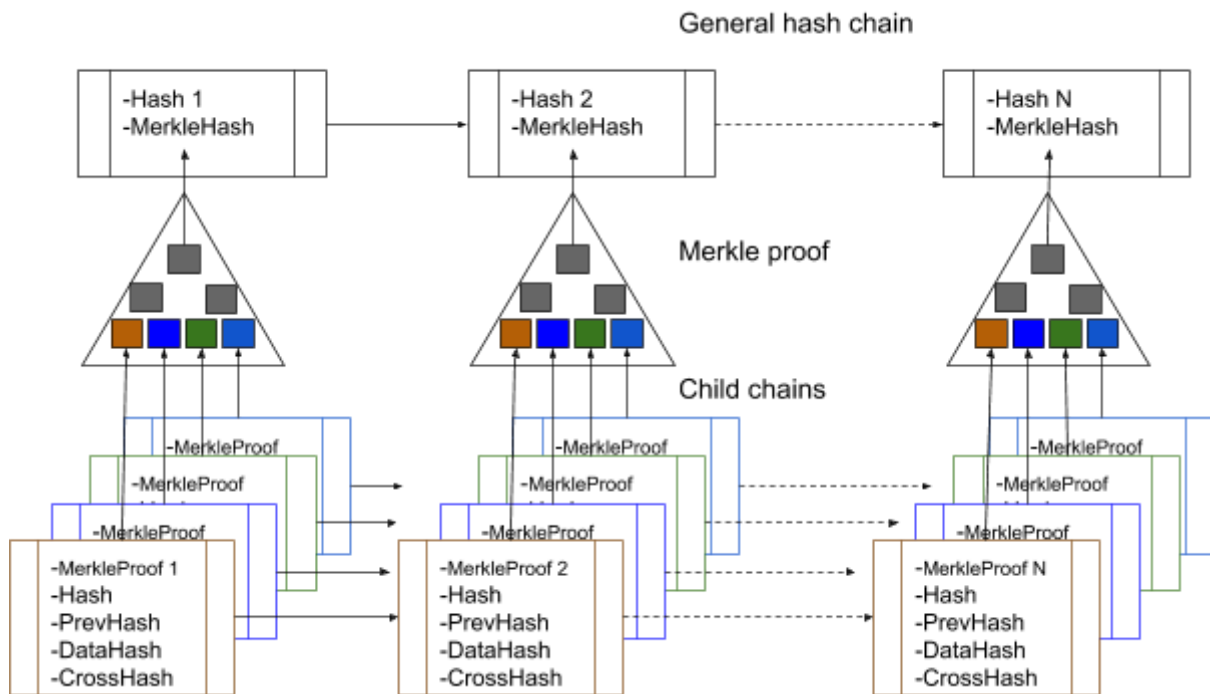 General hash chain
-Hash 1
-MerkleHash
-Hash 2
-MerkleHash
-Hash N
-MerkleHash
Merkle proof
Child chains
-MerkleProof
-MerkleProof
-MerkleProof
-MerkleProof 1
-Hash
-PrevHash
-DataHash
-CrossHash
-MerkleProof
-MerkleProof
-MerkleProof
-MerkleProof 2
-Hash
-PrevHash
-DataHash
-CrossHash
-MerkleProof
-MerkleProof
-MerkleProof
-MerkleProof N
-Hash
-PrevHash
-DataHash
-CrossHash